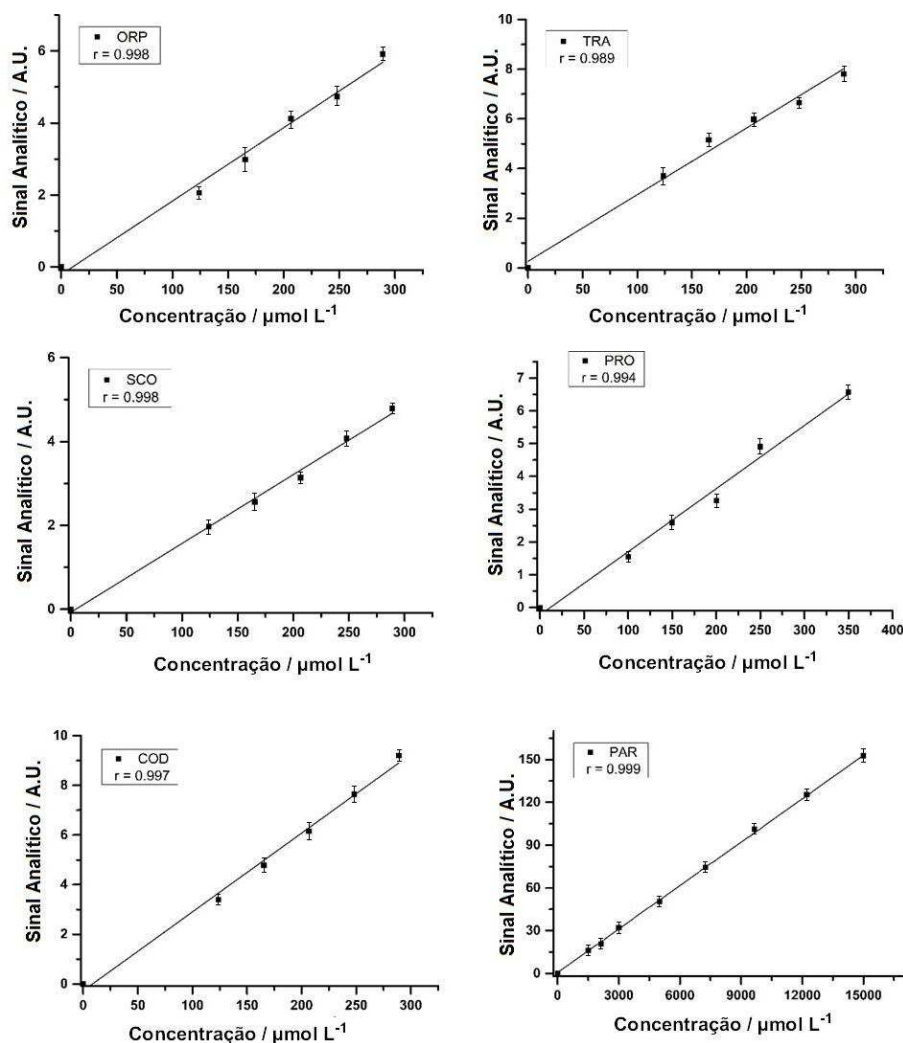 ORP
r = 0.998
Sinal Analítico / A.U.
6
4
2
0
0 50 100 150 200 250 300
Concentração / µmol L⁻¹
TRA
r = 0.989
Sinal Analítico / A.U.
10
8
6
4
2
0
0 50 100 150 200 250 300
Concentração / µmol L⁻¹
SCO
r = 0.998
Sinal Analítico / A.U.
6
4
2
0
0 50 100 150 200 250 300
Concentração / µmol L⁻¹
PRO
r = 0.994
Sinal Analítico / A.U.
7
6
5
4
3
2
1
0
0 50 100 150 200 250 300 350 400
Concentração / µmol L⁻¹
COD
r = 0.997
Sinal Analítico / A.U.
10
8
6
4
2
0
0 50 100 150 200 250 300
Concentração / µmol L⁻¹
PAR
r = 0.999
Sinal Analítico / A.U.
150
120
90
60
30
0
0 3000 6000 9000 12000 15000
Concentração / µmol L⁻¹